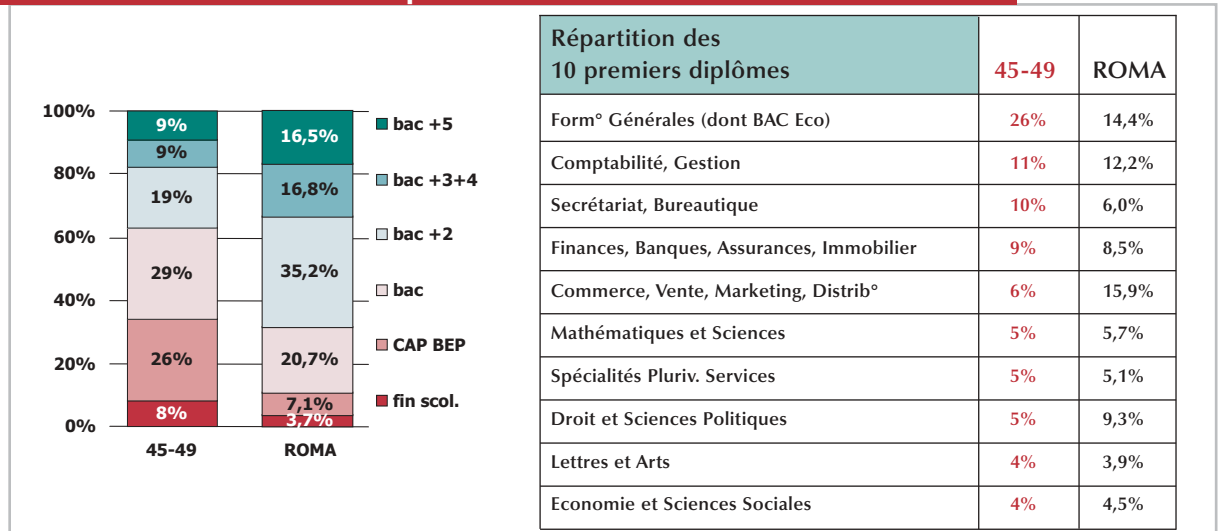 100%
80%
60%
40%
20%
0%
9%
9%
19%
29%
26%
8%
16,5%
16,8%
35,2%
20,7%
7,1%
3,7%
45-49
ROMA
bac +5
bac +3+4
bac +2
bac
CAP BEP
fin scol.
Répartition des
10 premiers diplômes 45-49 ROMA
Form° Générales (dont BAC Eco) 26% 14,4%
Comptabilité, Gestion 11% 12,2%
Secrétariat, Bureautique 10% 6,0%
Finances, Banques, Assurances, Immobilier 9% 8,5%
Commerce, Vente, Marketing, Distrib° 6% 15,9%
Mathématiques et Sciences 5% 5,7%
Spécialités Pluriv. Services 5% 5,1%
Droit et Sciences Politiques 5% 9,3%
Lettres et Arts 4% 3,9%
Economie et Sciences Sociales 4% 4,5%